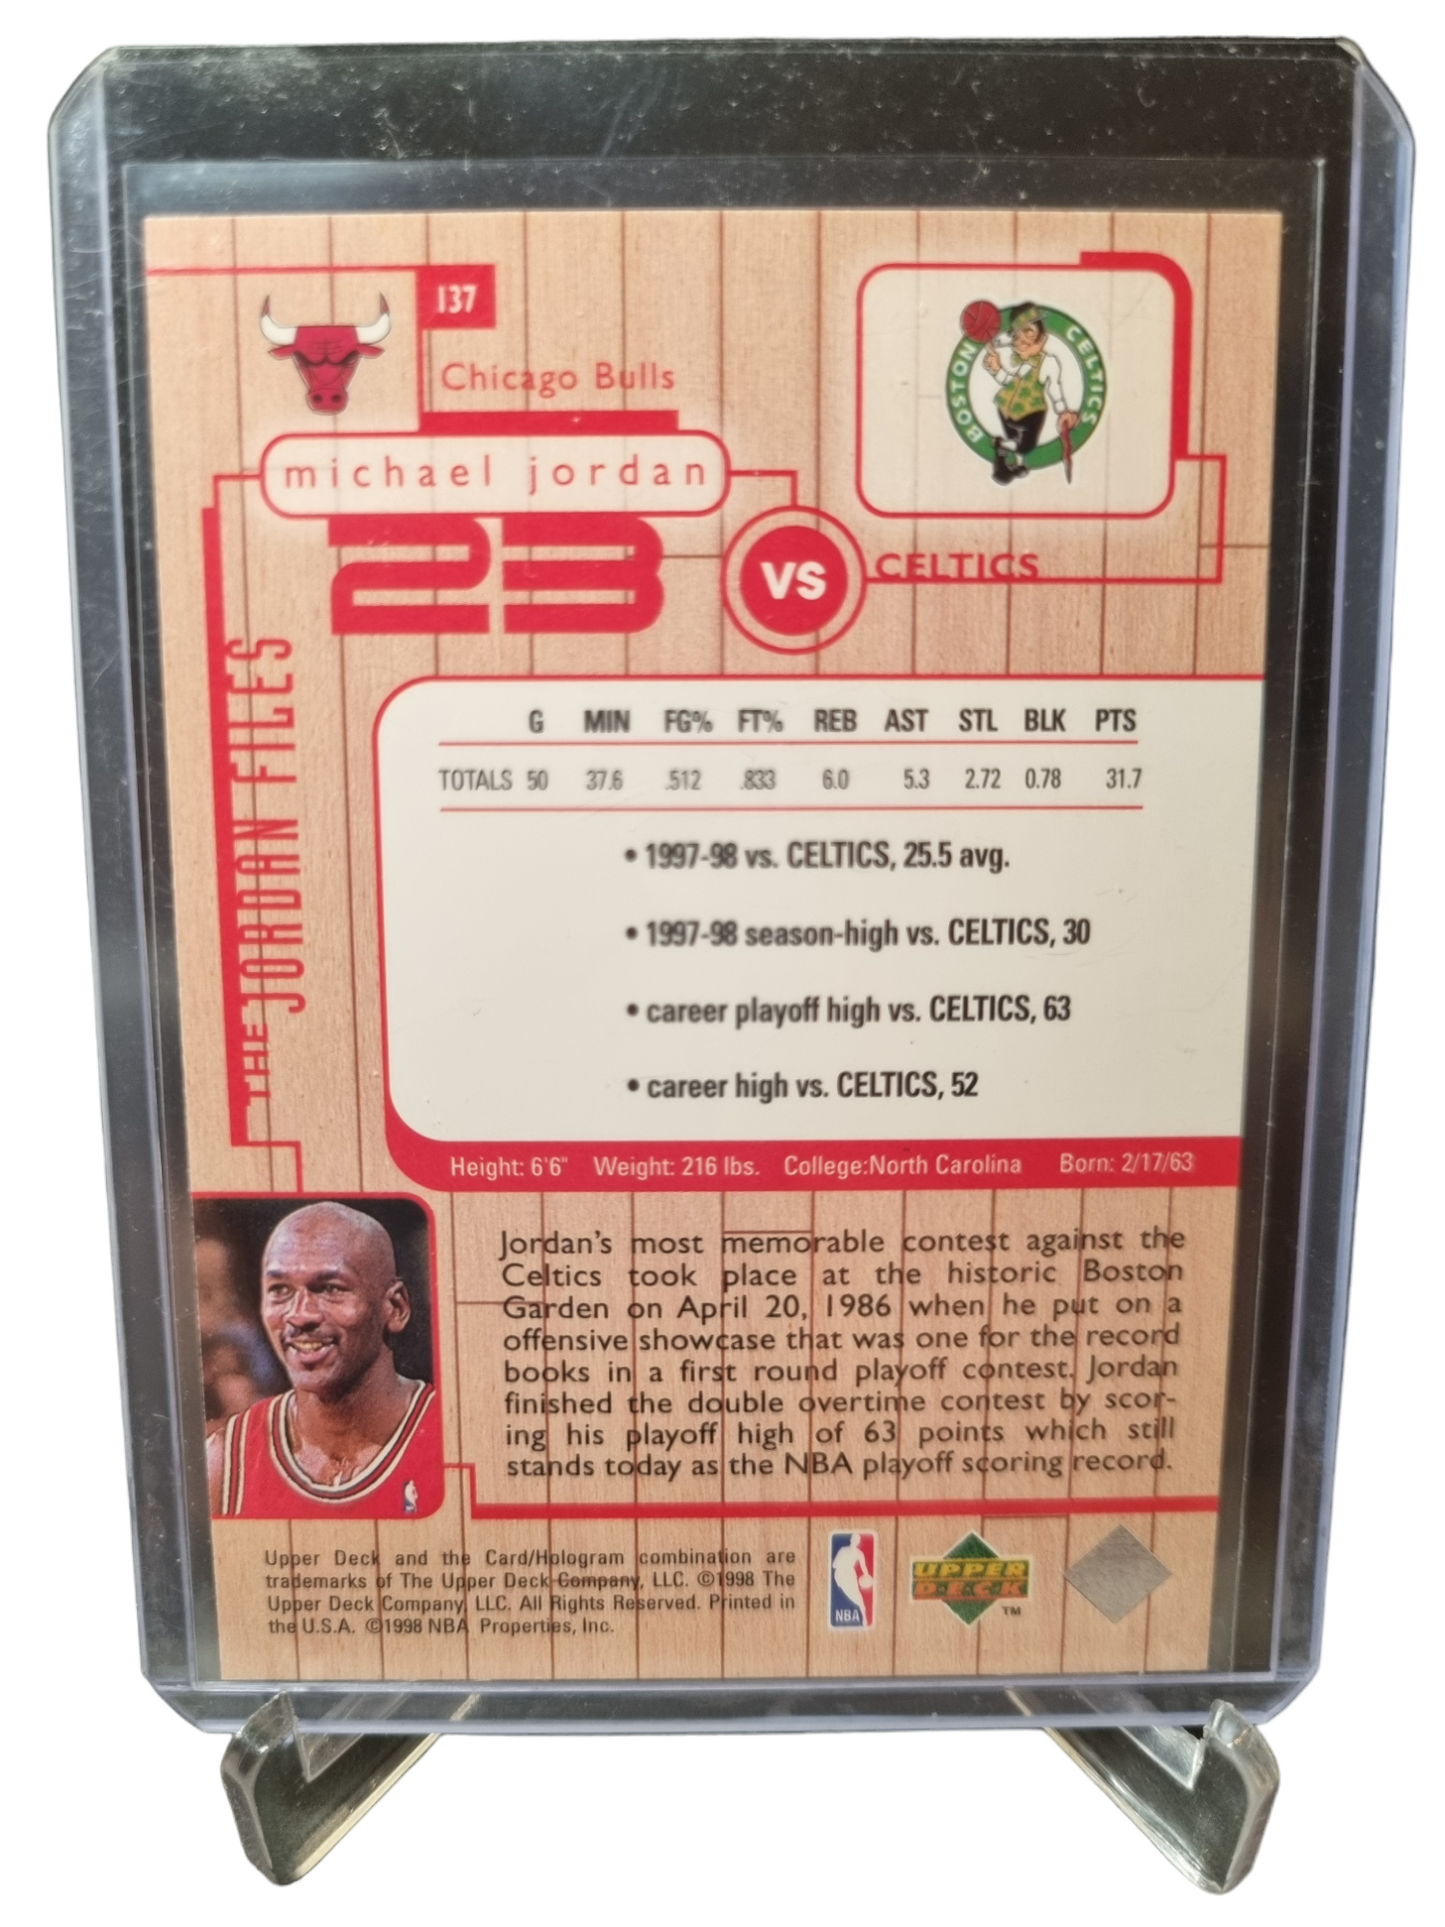 137
Chicago Bulls
michael jordan
23
VS
CELTICS
BOSTON CELTICS
THE JORDAN FILES
G MIN FG% FT% REB AST STL BLK PTS
TOTALS 50 37.6 .512 .833 6.0 5.3 2.72 0.78 31.7
• 1997-98 vs. CELTICS, 25.5 avg.
• 1997-98 season-high vs. CELTICS, 30
• career playoff high vs. CELTICS, 63
• career high vs. CELTICS, 52
Height: 6'6" Weight: 216 lbs. College:North Carolina Born: 2/17/63
Jordan's most memorable contest against the
Celtics took place at the historic Boston
Garden on April 20, 1986 when he put on a
offensive showcase that was one for the record
books in a first round playoff contest. Jordan
finished the double overtime contest by scor-
ing his playoff high of 63 points which still
stands today as the NBA playoff scoring record.
Upper Deck and the Card/Hologram combination are
trademarks of The Upper Deck Company, LLC. ©1998 The
Upper Deck Company, LLC. All Rights Reserved. Printed in
the U.S.A. ©1998 NBA Properties, Inc.
NBA
UPPER
DECK
TM